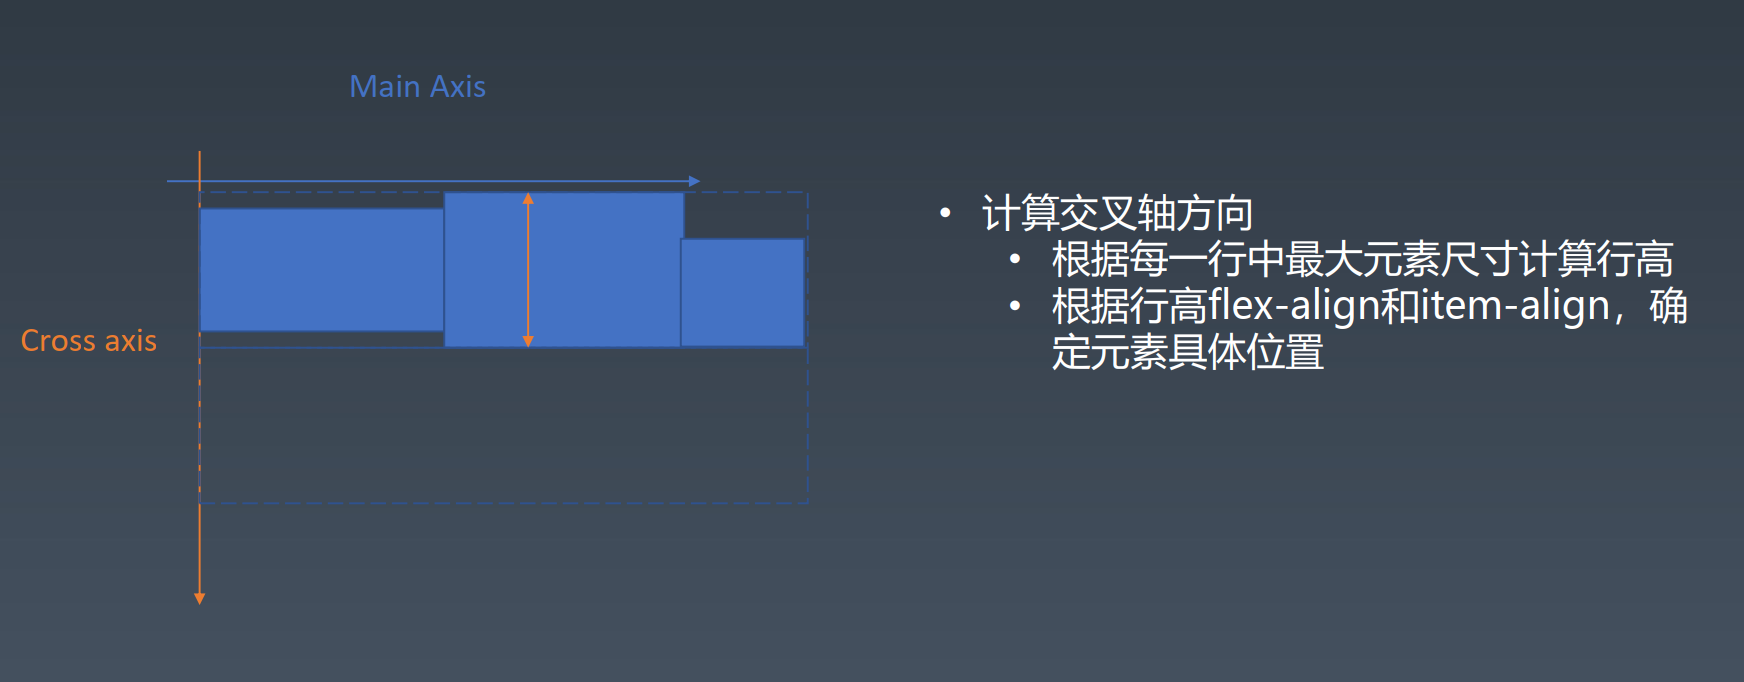 Main Axis
Cross axis
• 计算交叉轴方向
• 根据每一行中最大元素尺寸计算行高
• 根据行高flex-align和item-align，确
定元素具体位置